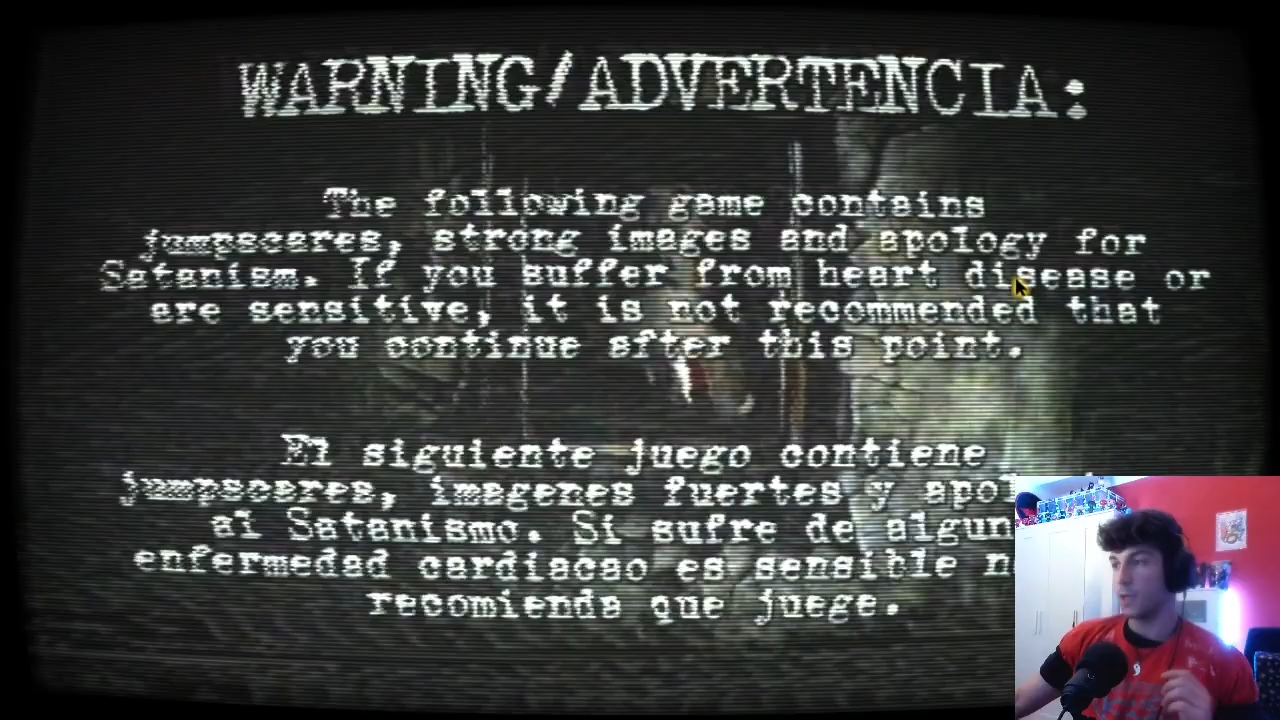 WARNING/ADVERTENCIA:
The following game contains
jumpscares, strong images and apology for
Satanism. If you suffer from heart disease or
are sensitive, it is not recommended that
you continue after this point.
El siguiente juego contiene
jumpscares, imagenes fuertes y
al Satanismo. Si sufre de
enfermedad cardiacao es sensible
recomienda que juege.